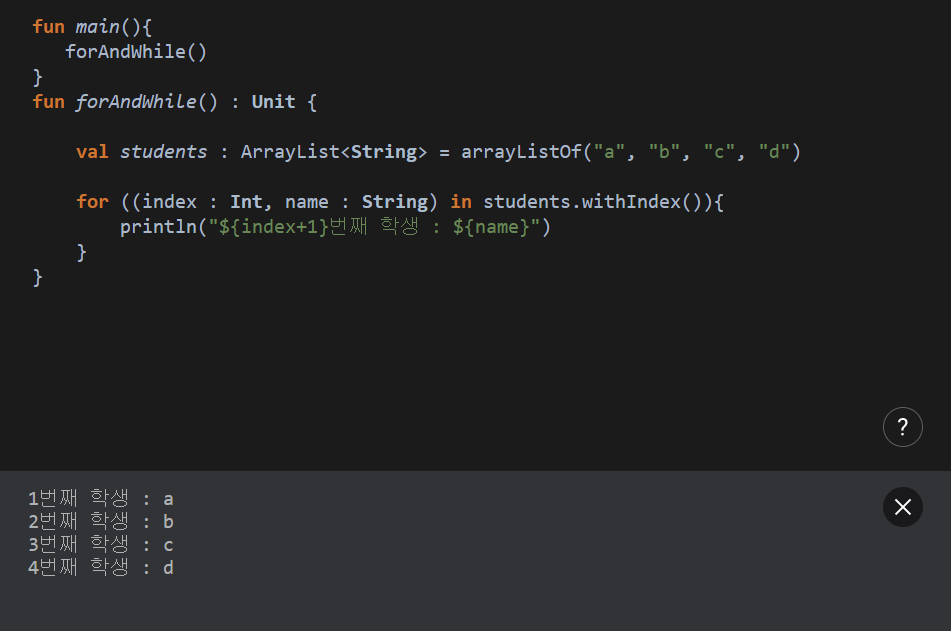 fun main(){
forAndWhile()
}
fun forAndWhile() : Unit {
val students : ArrayList<String> = arrayListOf("a", "b", "c", "d")
for ((index : Int, name : String) in students.withIndex()){
println("${index+1}번째 학생 : ${name}")
}
}
?
1번째 학생 : a
2번째 학생 : b
3번째 학생 : c
4번째 학생 : d